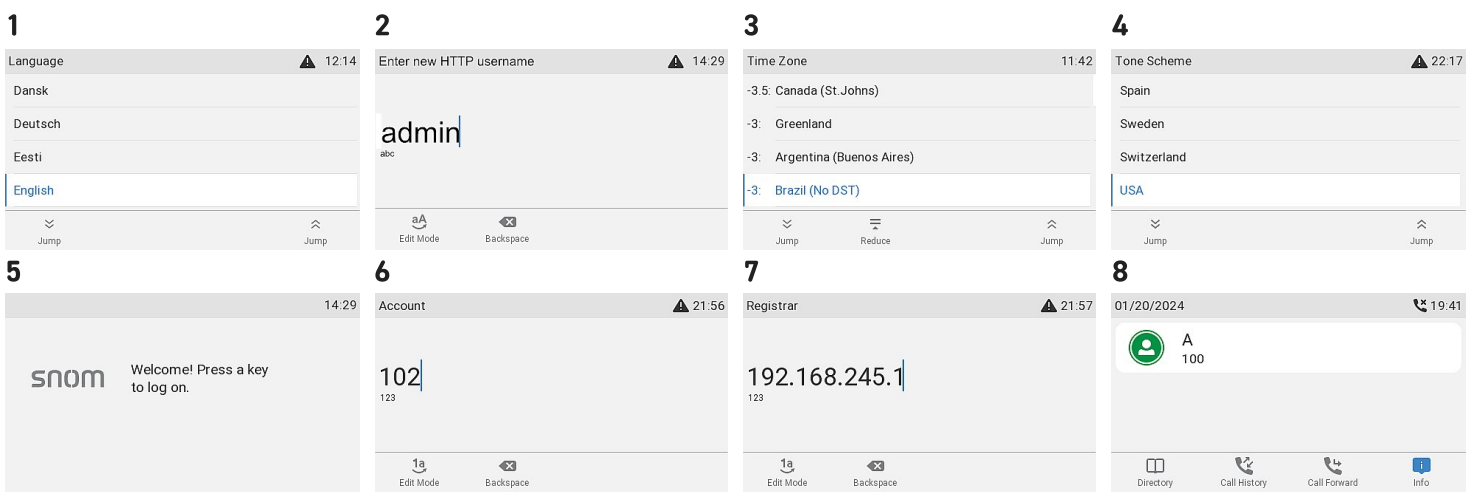 1
Language 12:14
Dansk
Deutsch
Eesti
English
Jump Jump
2
Enter new HTTP username 14:29
admin
abc
aA
Edit Mode Backspace
3
Time Zone 11:42
-3.5: Canada (St.Johns)
-3: Greenland
-3: Argentina (Buenos Aires)
-3: Brazil (No DST)
Jump Reduce Jump
4
Tone Scheme 22:17
Spain
Sweden
Switzerland
USA
Jump Jump
5
14:29
snom
Welcome! Press a key
to log on.
6
Account 21:56
102
123
1a
Edit Mode Backspace
7
Registrar 21:57
192.168.245.1
123
1a
Edit Mode Backspace
8
01/20/2024 19:41
A
100
Directory Call History Call Forward Info